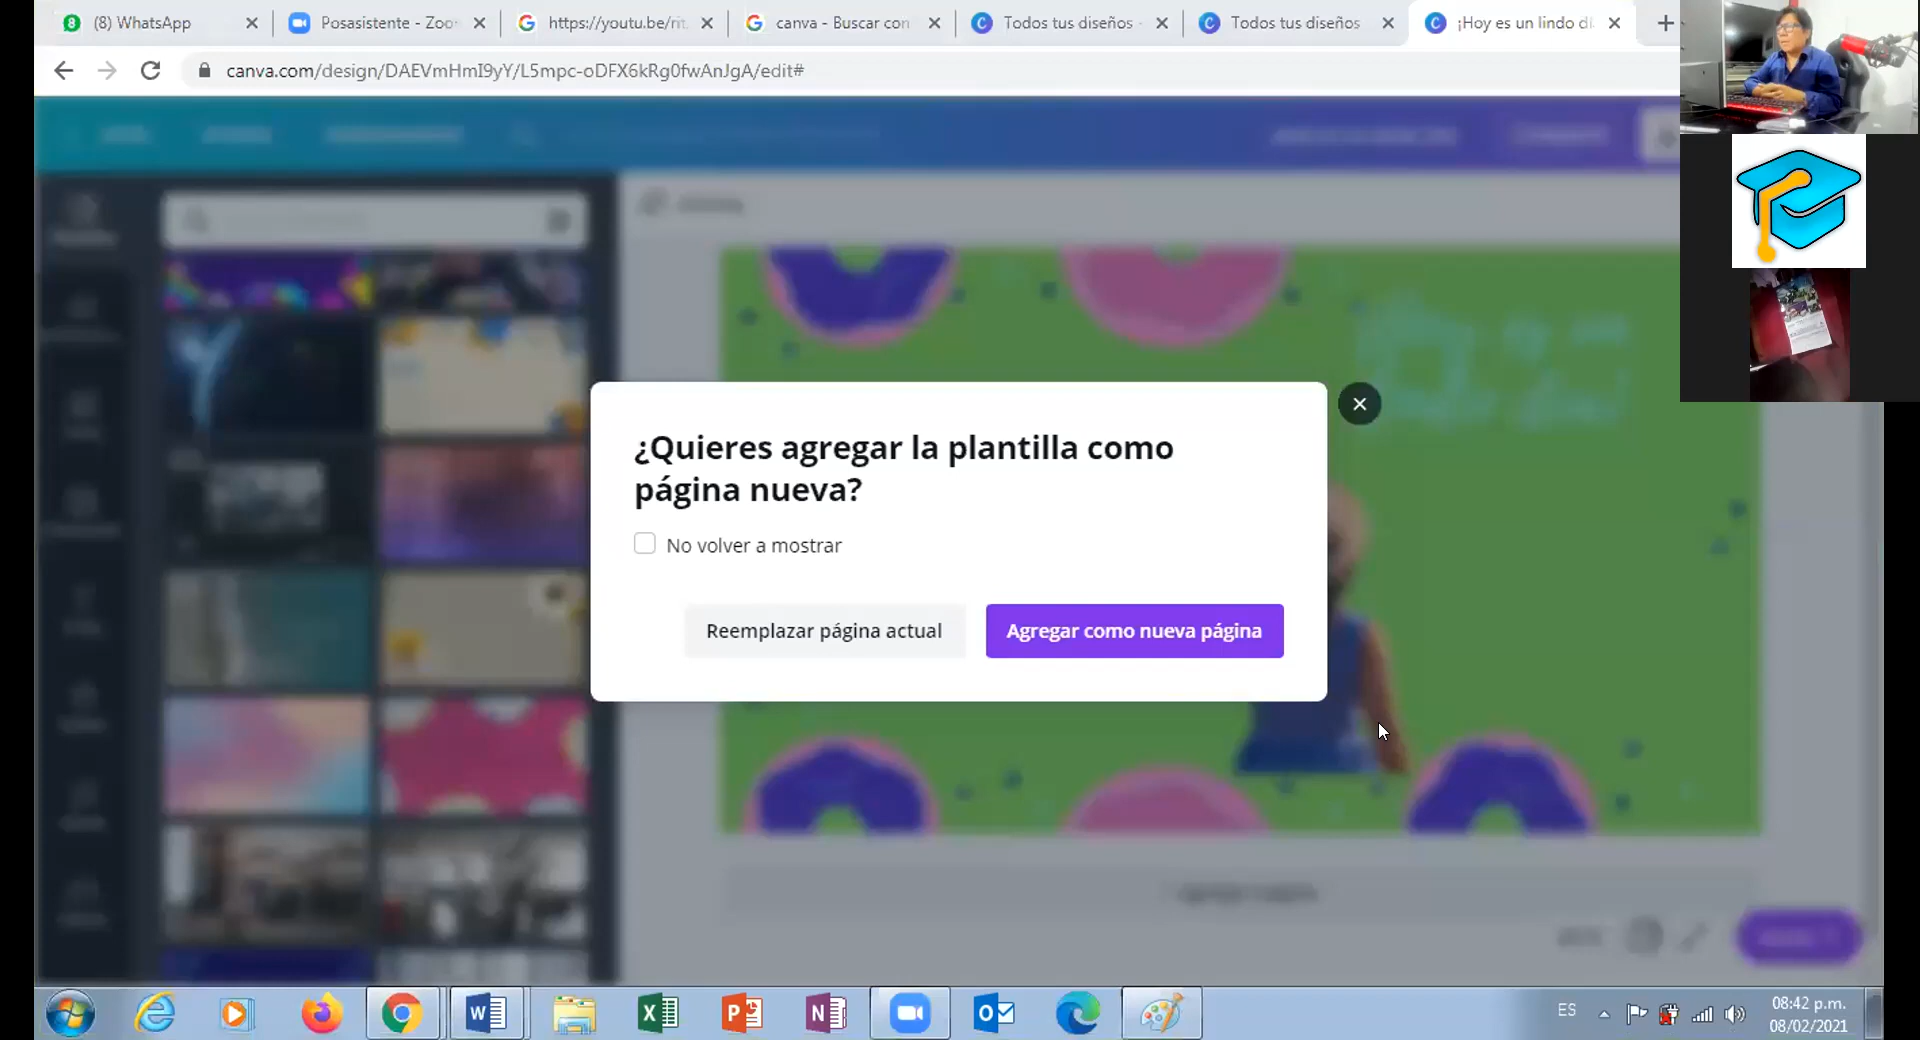 (8) WhatsApp
Posasistente - Zoo
https://youtu.be/rit
canva - Buscar con
Todos tus diseños -
Todos tus diseños
¡Hoy es un lindo dí
canva.com/design/DAEVmHmI9yY/L5mpc-oDFX6kRg0fwAnJgA/edit#
¿Quieres agregar la plantilla como
página nueva?
No volver a mostrar
Reemplazar página actual
Agregar como nueva página
ES
08:42 p.m.
08/02/2021